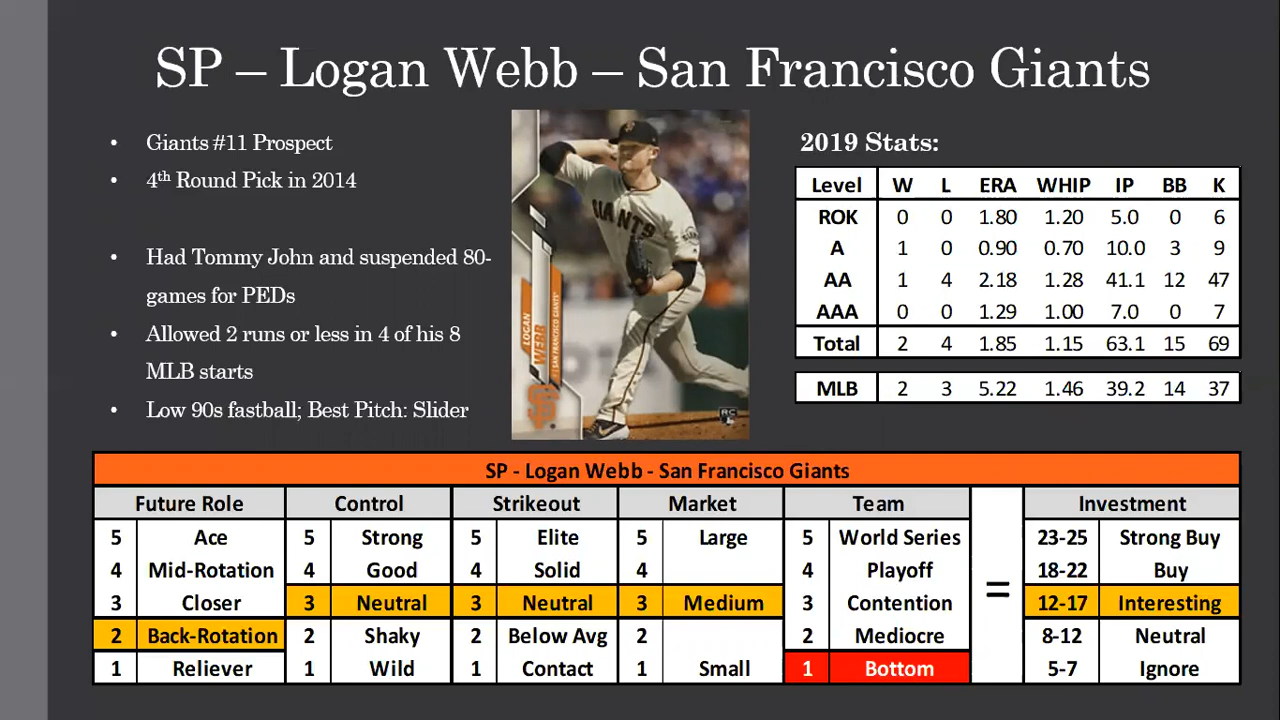 SP – Logan Webb – San Francisco Giants
• Giants #11 Prospect
• 4th Round Pick in 2014
• Had Tommy John and suspended 80-
games for PEDs
• Allowed 2 runs or less in 4 of his 8
MLB starts
• Low 90s fastball; Best Pitch: Slider
GIANTS
LOGAN
WEBB
SAN FRANCISCO GIANTS
SF
RC
2019 Stats:
Level W L ERA WHIP IP BB K
ROK 0 0 1.80 1.20 5.0 0 6
A 1 0 0.90 0.70 10.0 3 9
AA 1 4 2.18 1.28 41.1 12 47
AAA 0 0 1.29 1.00 7.0 0 7
Total 2 4 1.85 1.15 63.1 15 69
MLB 2 3 5.22 1.46 39.2 14 37
SP - Logan Webb - San Francisco Giants
Future Role Control Strikeout Market Team Investment
5 Ace 5 Strong 5 Elite 5 Large 5 World Series 23-25 Strong Buy
4 Mid-Rotation 4 Good 4 Solid 4 4 Playoff 18-22 Buy
3 Closer 3 Neutral 3 Neutral 3 Medium 3 Contention = 12-17 Interesting
2 Back-Rotation 2 Shaky 2 Below Avg 2 2 Mediocre 8-12 Neutral
1 Reliever 1 Wild 1 Contact 1 Small 1 Bottom 5-7 Ignore